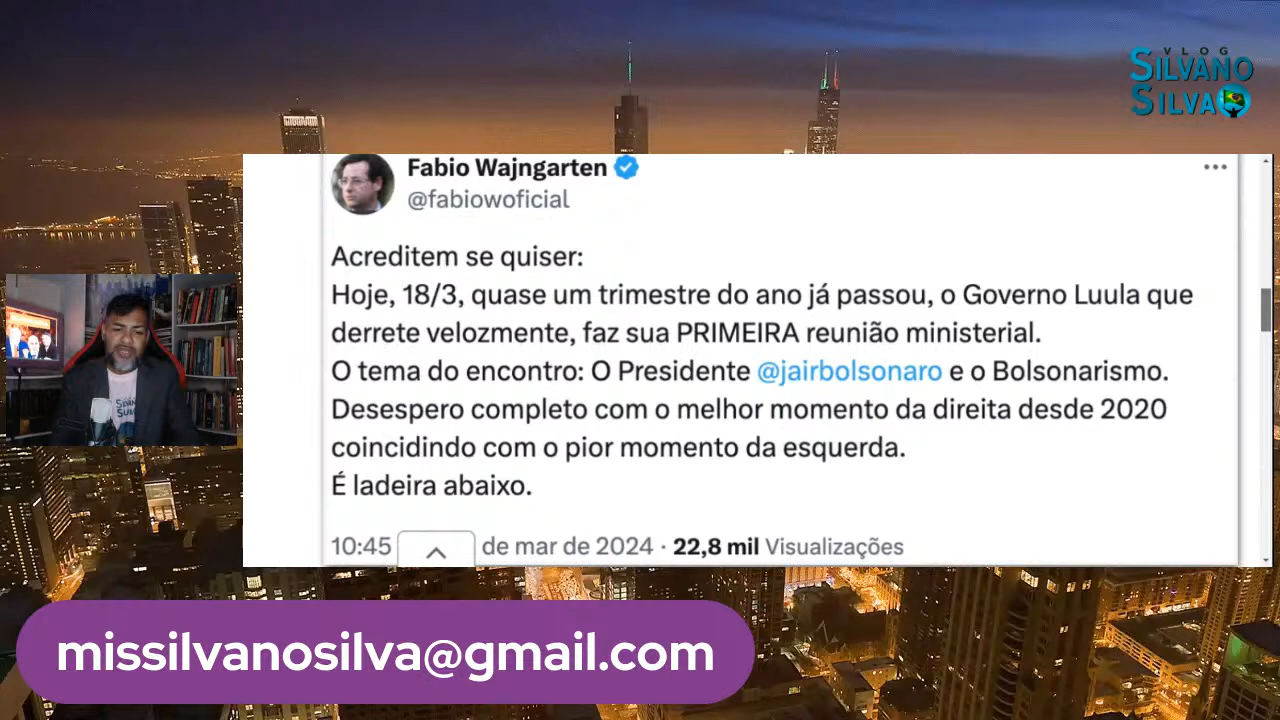 VLOG
SILVANO
SILVA
Fabio Wajngarten
@fabiowoficial
Acreditem se quiser:
Hoje, 18/3, quase um trimestre do ano já passou, o Governo Luula que
derrete velozmente, faz sua PRIMEIRA reunião ministerial.
O tema do encontro: O Presidente @jairbolsonaro e o Bolsonarismo.
Desespero completo com o melhor momento da direita desde 2020
coincidindo com o pior momento da esquerda.
É ladeira abaixo.
10:45 de mar de 2024 · 22,8 mil Visualizações
missilvanosilva@gmail.com